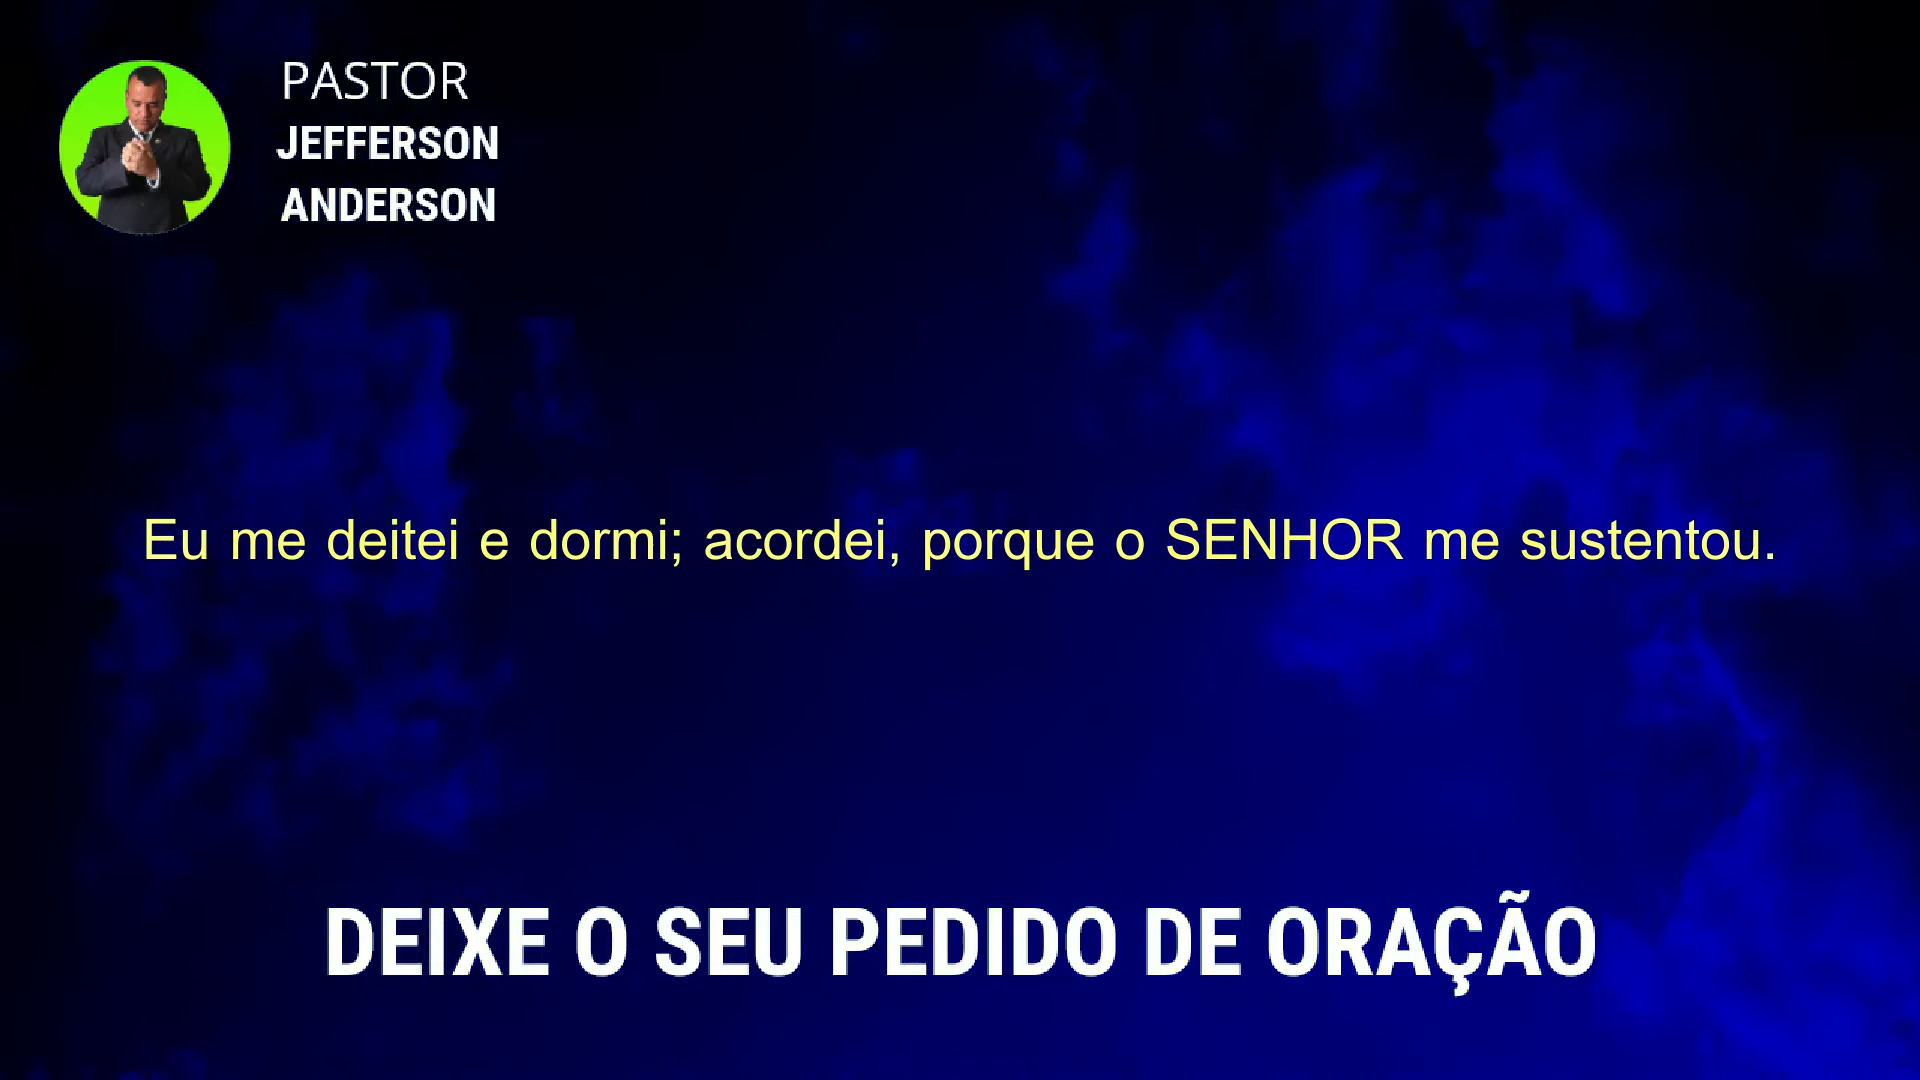 PASTOR
JEFFERSON
ANDERSON
Eu me deitei e dormi; acordei, porque o SENHOR me sustentou.
DEIXE O SEU PEDIDO DE ORAÇÃO